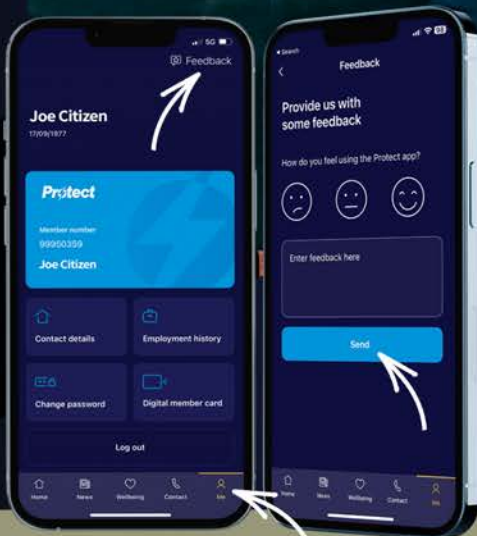 5G
Feedback
Joe Citizen
17/09/1977
Protect
Member number
99950359
Joe Citizen
Contact details
Employment history
Change password
Digital member card
Log out
Home
News
Wellbeing
Contact
Me
Search
Feedback
Provide us with
some feedback
How do you feel using the Protect app?
Enter feedback here
Send
Home
News
Wellbeing
Contact
Me